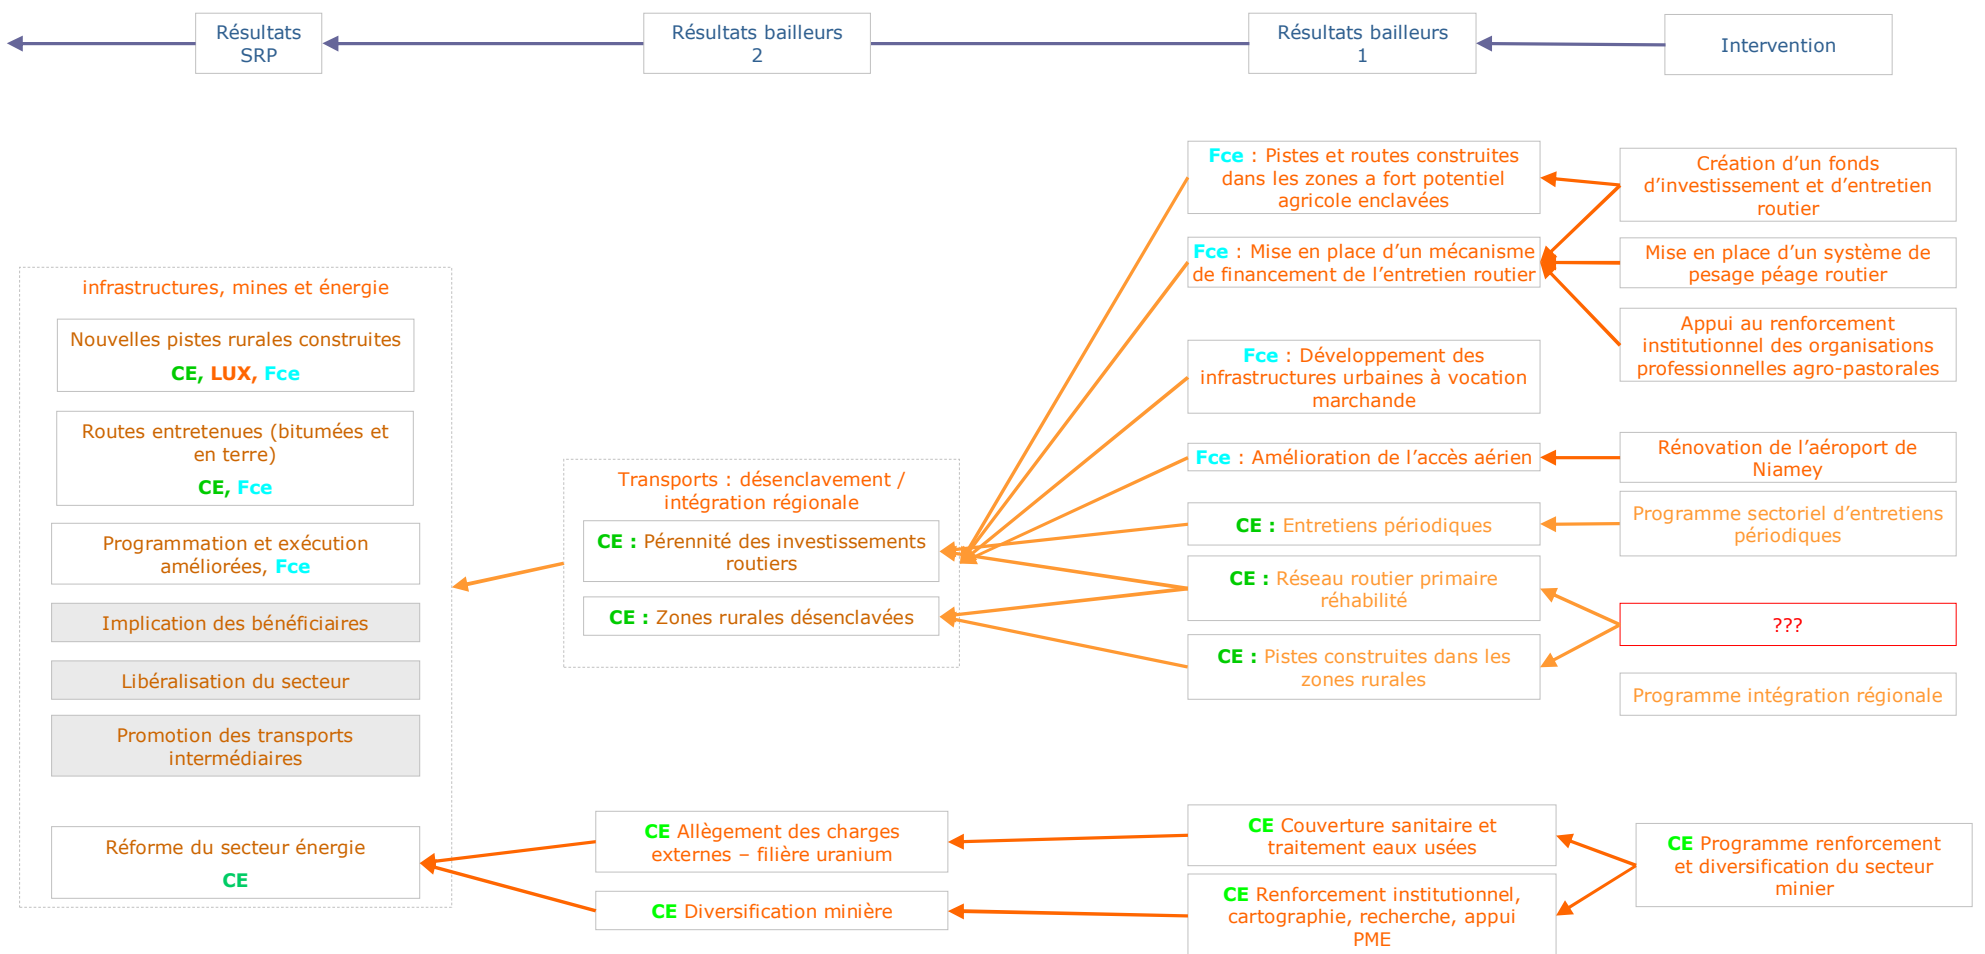 Résultats
SRP
Résultats bailleurs
2
Résultats bailleurs
1
Intervention
infrastructures, mines et énergie
Nouvelles pistes rurales construites
CE, LUX, Fce
Routes entretenues (bitumées et
en terre)
CE, Fce
Programmation et exécution
améliorées, Fce
Implication des bénéficiaires
Libéralisation du secteur
Promotion des transports
intermédiaires
Réforme du secteur énergie
CE
Transports : désenclavement /
intégration régionale
CE : Pérennité des investissements
routiers
CE : Zones rurales désenclavées
CE Allègement des charges
externes – filière uranium
CE Diversification minière
Fce : Pistes et routes construites
dans les zones a fort potentiel
agricole enclavées
Fce : Mise en place d’un mécanisme
de financement de l’entretien routier
Fce : Développement des
infrastructures urbaines à vocation
marchande
Fce : Amélioration de l’accès aérien
CE : Entretiens périodiques
CE : Réseau routier primaire
réhabilité
CE : Pistes construites dans les
zones rurales
CE Couverture sanitaire et
traitement eaux usées
CE Renforcement institutionnel,
cartographie, recherche, appui
PME
Création d’un fonds
d’investissement et d’entretien
routier
Mise en place d’un système de
pesage péage routier
Appui au renforcement
institutionnel des organisations
professionnelles agro-pastorales
Rénovation de l’aéroport de
Niamey
Programme sectoriel d’entretiens
périodiques
???
Programme intégration régionale
CE Programme renforcement
et diversification du secteur
minier